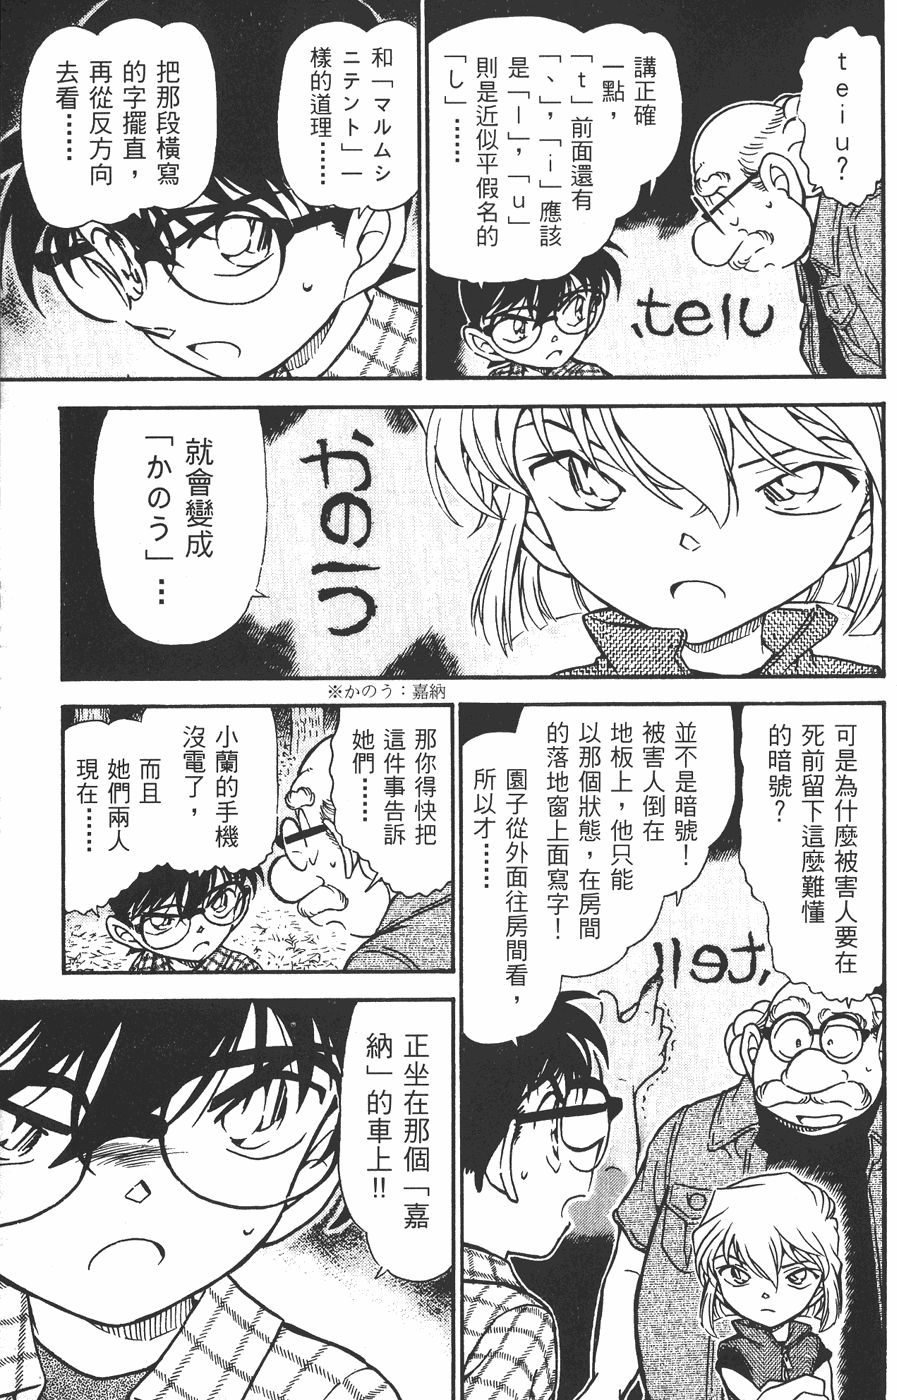 teiu?
講正確
一點，
「t」前面還有
「、」，「i」應該
是「l」，「u」
則是近似平假名的
「し」……
和「マルムシ
ニテント」一
樣的道理……
把那段橫寫
的字擺直，
再從反方向
去看……
かのう
就會變成
「かのう」…
※かのう：嘉納
可是為什麼被害人要在
死前留下這麼難懂
的暗號？
並不是暗號！
被害人倒在
地板上，他只能
以那個狀態，在房間
的落地窗上面寫字！
園子從外面往房間看，
所以才……
那你得快把
這件事告訴
她們……
小蘭的手機
沒電了，
而且
她們兩人
現在……
正坐在那個「嘉
納」的車上!!